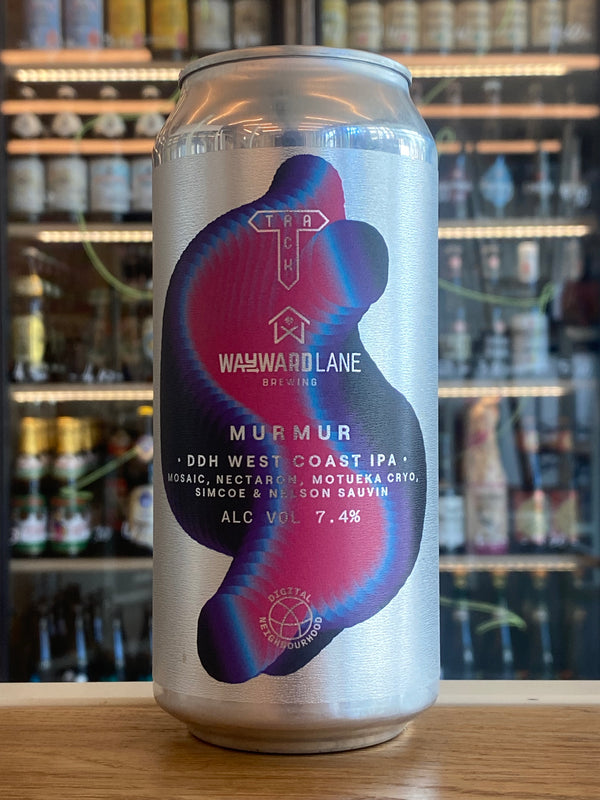 TRAA
C
K
WAYWARD LANE
BREWING
MURMUR
• DDH WEST COAST IPA •
MOSAIC, NECTARON, MOTUEKA CRYO,
SIMCOE & NELSON SAUVIN
ALC VOL 7.4%
DIGITAL
NEIGHBOURHOOD